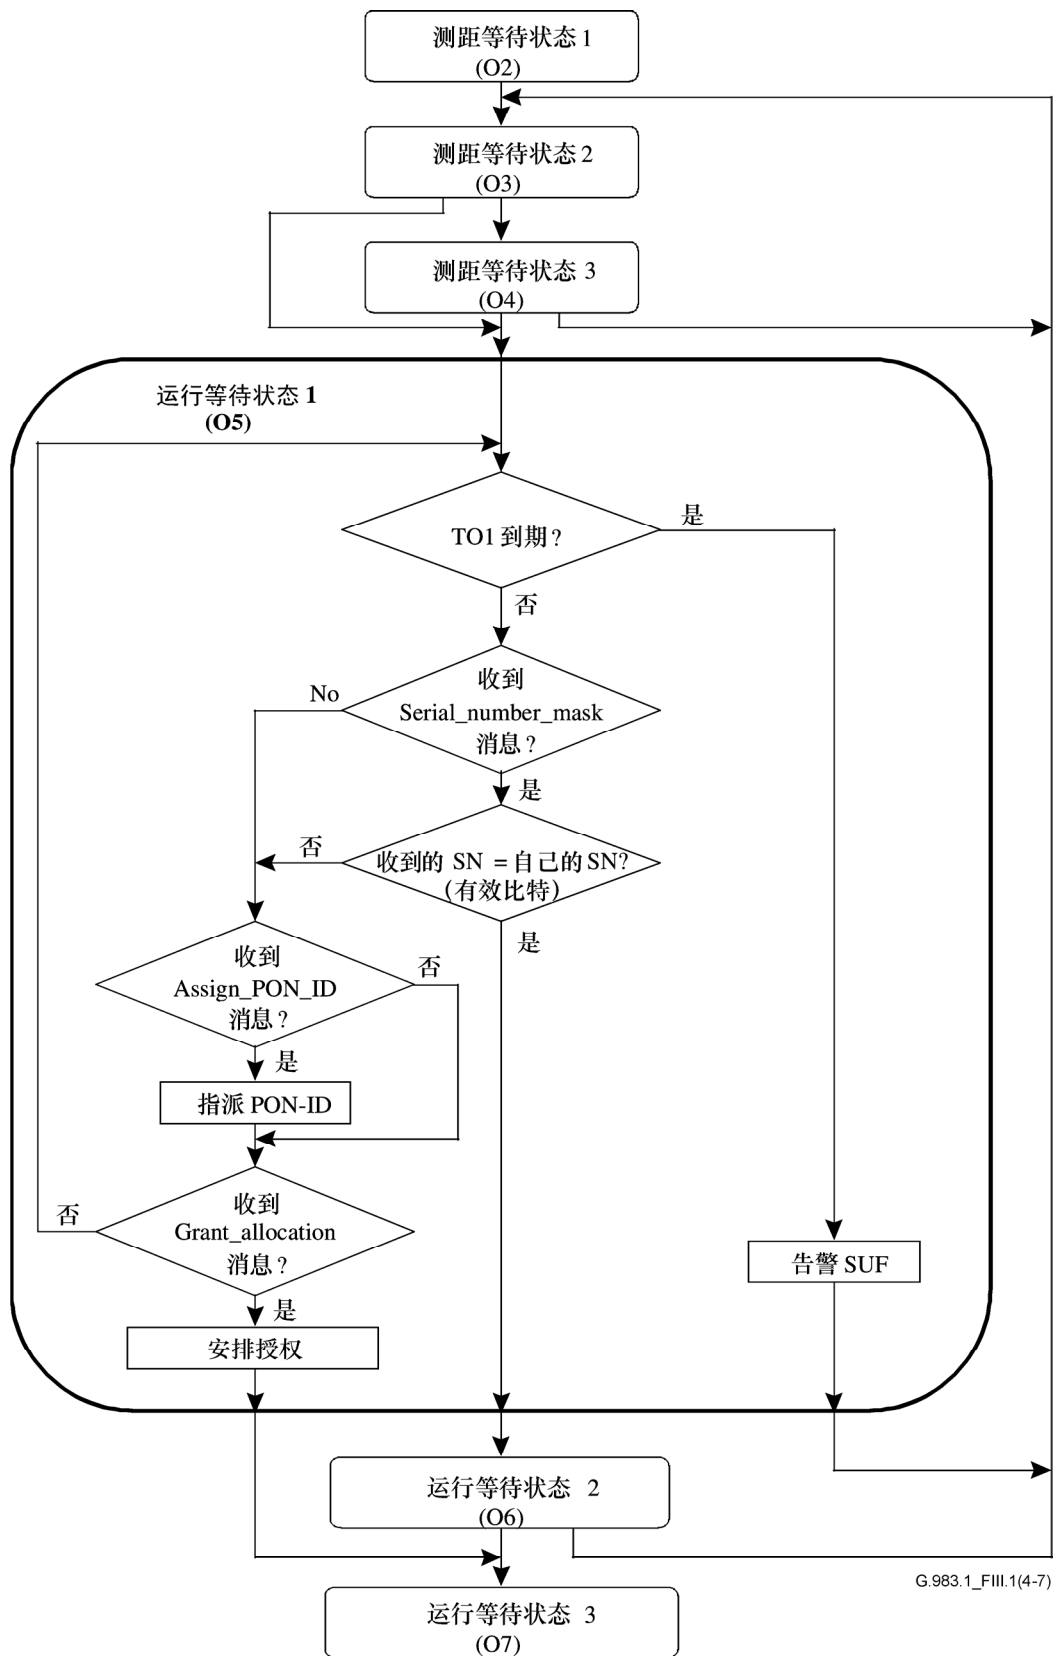 测距等待状态 1
(O2)
测距等待状态 2
(O3)
测距等待状态 3
(O4)
运行等待状态 1
(O5)
TO1 到期?
是
否
收到
Serial_number_mask
消息?
No
是
收到的 SN = 自己的 SN?
(有效比特)
否
是
收到
Assign_PON_ID
消息?
否
是
指派 PON-ID
收到
Grant_allocation
消息?
否
是
安排授权
告警 SUF
运行等待状态 2
(O6)
G.983.1_FIII.1(4-7)
运行等待状态 3
(O7)